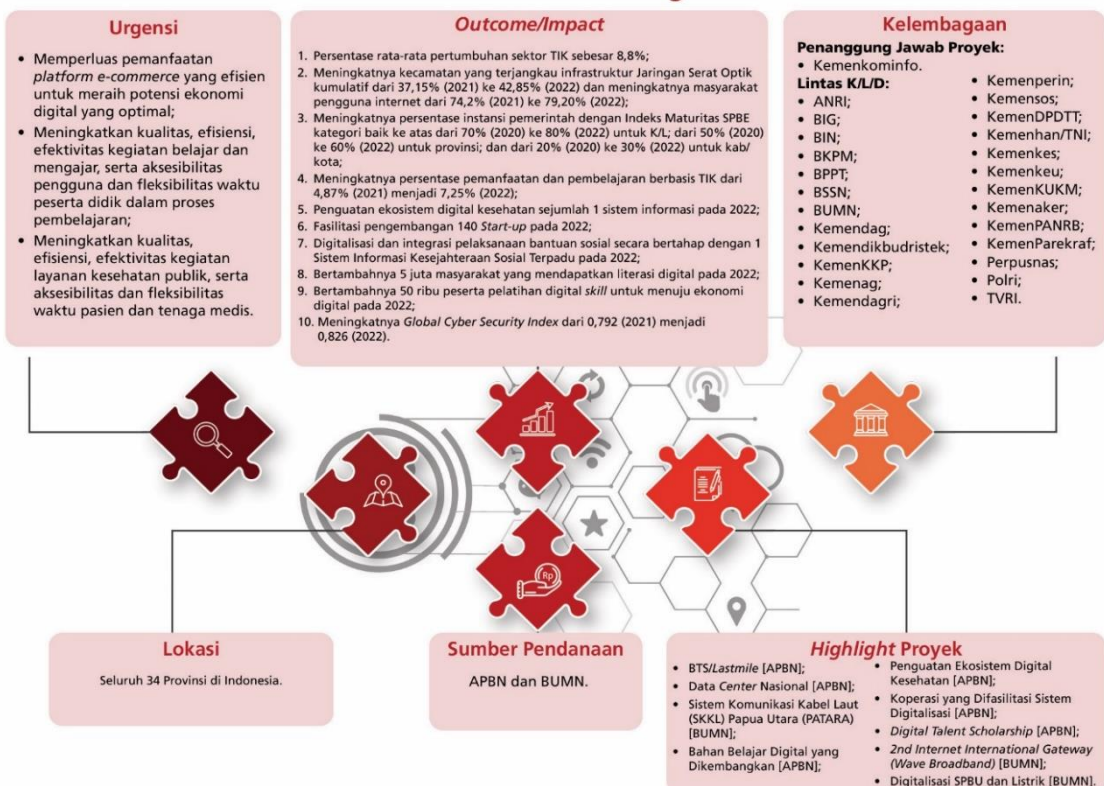 Urgensi
• Memperluas pemanfaatan
platform e-commerce yang efisien
untuk meraih potensi ekonomi
digital yang optimal;
• Meningkatkan kualitas, efisiensi,
efektivitas kegiatan belajar dan
mengajar, serta aksesibilitas
pengguna dan fleksibilitas waktu
peserta didik dalam proses
pembelajaran;
• Meningkatkan kualitas,
efisiensi, efektivitas kegiatan
layanan kesehatan publik, serta
aksesibilitas dan fleksibilitas
waktu pasien dan tenaga medis.
Outcome/Impact
1. Persentase rata-rata pertumbuhan sektor TIK sebesar 8,8%;
2. Meningkatnya kecamatan yang terjangkau infrastruktur Jaringan Serat Optik
kumulatif dari 37,15% (2021) ke 42,85% (2022) dan meningkatnya masyarakat
pengguna internet dari 74,2% (2021) ke 79,20% (2022);
3. Meningkatnya persentase instansi pemerintah dengan Indeks Maturitas SPBE
kategori baik ke atas dari 70% (2020) ke 80% (2022) untuk K/L; dari 50% (2020)
ke 60% (2022) untuk provinsi; dan dari 20% (2020) ke 30% (2022) untuk kab/
kota;
4. Meningkatnya persentase pemanfaatan dan pembelajaran berbasis TIK dari
4,87% (2021) menjadi 7,25% (2022);
5. Penguatan ekosistem digital kesehatan sejumlah 1 sistem informasi pada 2022;
6. Fasilitasi pengembangan 140 Start-up pada 2022;
7. Digitalisasi dan integrasi pelaksanaan bantuan sosial secara bertahap dengan 1
Sistem Informasi Kesejahteraan Sosial Terpadu pada 2022;
8. Bertambahnya 5 juta masyarakat yang mendapatkan literasi digital pada 2022;
9. Bertambahnya 50 ribu peserta pelatihan digital skill untuk menuju ekonomi
digital pada 2022;
10. Meningkatnya Global Cyber Security Index dari 0,792 (2021) menjadi
0,826 (2022).
Kelembagaan
Penanggung Jawab Proyek:
• Kemenkominfo.
Lintas K/L/D:
• ANRI;
• BIG;
• BIN;
• BKPM;
• BPPT;
• BSSN;
• BUMN;
• Kemendag;
• Kemendikbudristek;
• KemenKKP;
• Kemenag;
• Kemendagri;
• Kemenperin;
• Kemensos;
• KemenDPDTT;
• Kemenhan/TNI;
• Kemenkes;
• Kemenkeu;
• KemenKUKM;
• Kemenaker;
• KemenPANRB;
• KemenParekraf;
• Perpusnas;
• Polri;
• TVRI.
Rp
Lokasi
Seluruh 34 Provinsi di Indonesia.
Sumber Pendanaan
APBN dan BUMN.
Highlight Proyek
• BTS/Lastmile [APBN];
• Data Center Nasional [APBN];
• Sistem Komunikasi Kabel Laut
(SKKL) Papua Utara (PATARA)
[BUMN];
• Bahan Belajar Digital yang
Dikembangkan [APBN];
• Penguatan Ekosistem Digital
Kesehatan [APBN];
• Koperasi yang Difasilitasi Sistem
Digitalisasi [APBN];
• Digital Talent Scholarship [APBN];
• 2nd Internet International Gateway
(Wave Broadband) [BUMN];
• Digitalisasi SPBU dan Listrik [BUMN].